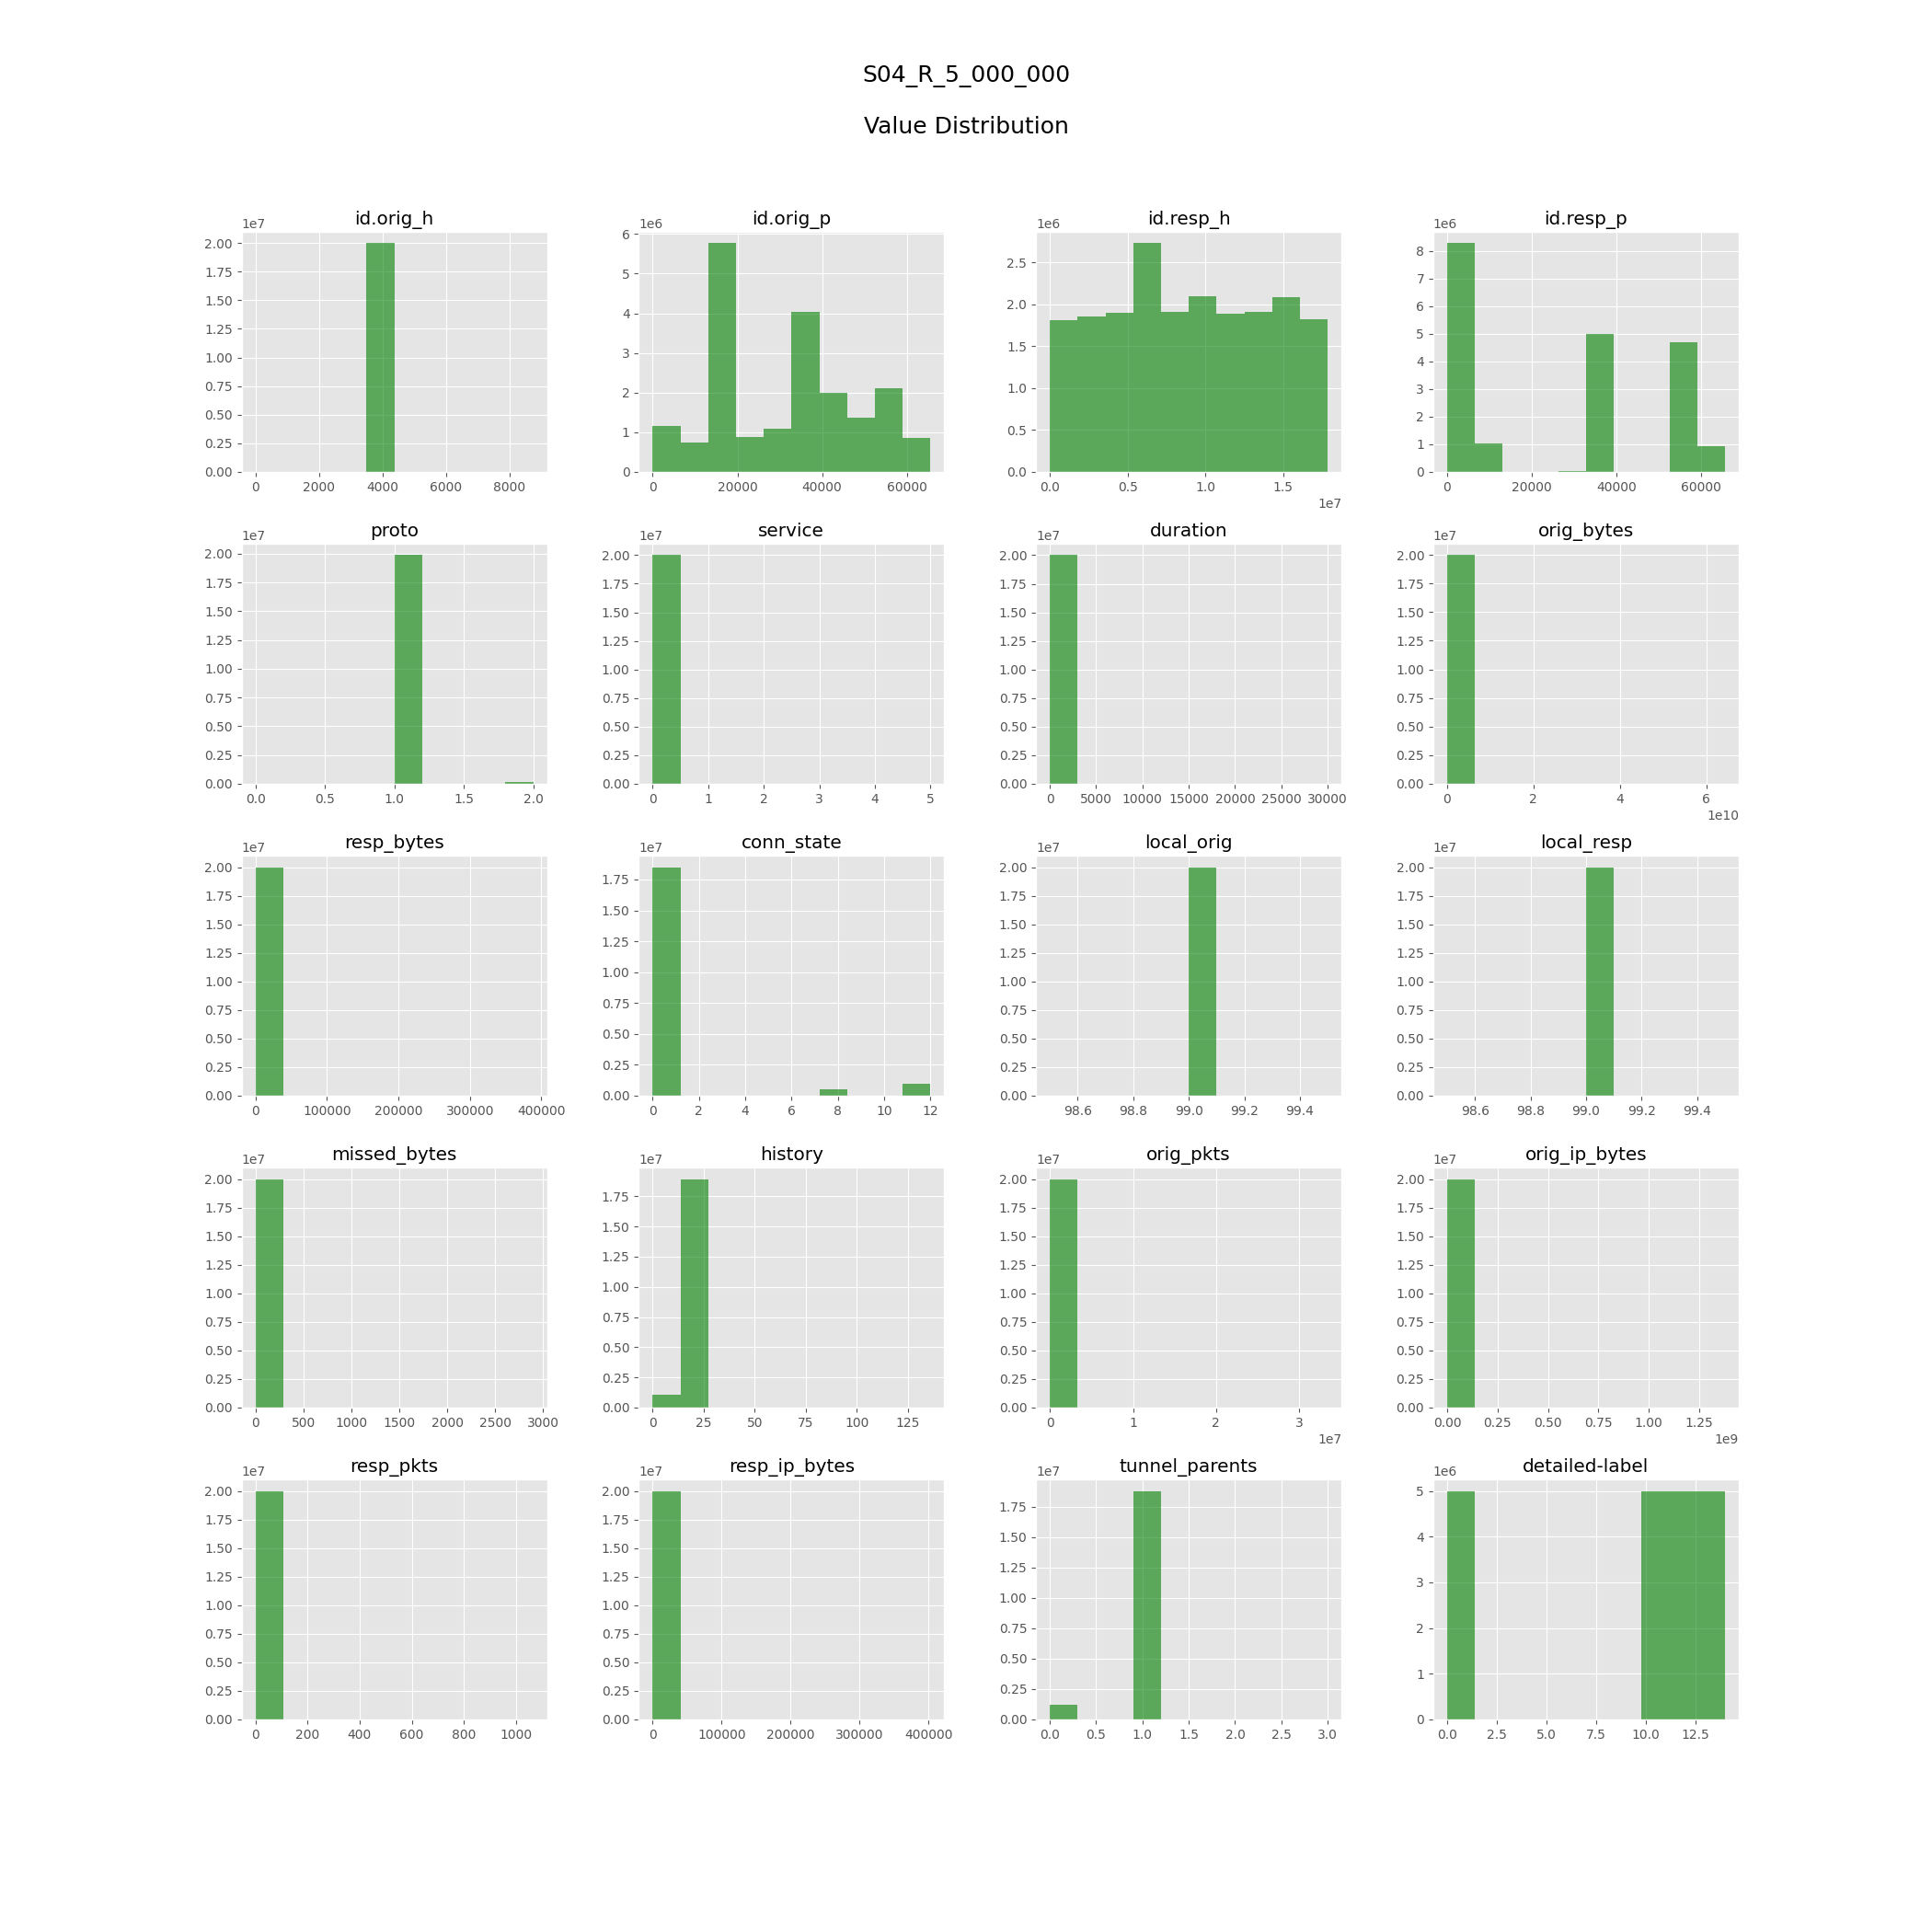 S04_R_5_000_000
Value Distribution
id.orig_h
id.orig_p
id.resp_h
id.resp_p
1e7
1e6
1e6
1e6
2.00
1.75
1.50
1.25
1.00
0.75
0.50
0.25
0.00
0 2000 4000 6000 8000
6
5
4
3
2
1
0
0 20000 40000 60000
2.5
2.0
1.5
1.0
0.5
0.0
0.0 0.5 1.0 1.5
1e7
8
7
6
5
4
3
2
1
0
0 20000 40000 60000
proto
service
duration
orig_bytes
1e7
1e7
1e7
1e7
2.00
1.75
1.50
1.25
1.00
0.75
0.50
0.25
0.00
0.0 0.5 1.0 1.5 2.0
2.00
1.75
1.50
1.25
1.00
0.75
0.50
0.25
0.00
0 1 2 3 4 5
2.00
1.75
1.50
1.25
1.00
0.75
0.50
0.25
0.00
0 5000 10000 15000 20000 25000 30000
2.00
1.75
1.50
1.25
1.00
0.75
0.50
0.25
0.00
0 2 4 6
1e10
resp_bytes
conn_state
local_orig
local_resp
1e7
1e7
1e7
1e7
2.00
1.75
1.50
1.25
1.00
0.75
0.50
0.25
0.00
0 100000 200000 300000 400000
1.75
1.50
1.25
1.00
0.75
0.50
0.25
0.00
0 2 4 6 8 10 12
2.00
1.75
1.50
1.25
1.00
0.75
0.50
0.25
0.00
98.6 98.8 99.0 99.2 99.4
2.00
1.75
1.50
1.25
1.00
0.75
0.50
0.25
0.00
98.6 98.8 99.0 99.2 99.4
missed_bytes
history
orig_pkts
orig_ip_bytes
1e7
1e7
1e7
1e7
2.00
1.75
1.50
1.25
1.00
0.75
0.50
0.25
0.00
0 500 1000 1500 2000 2500 3000
1.75
1.50
1.25
1.00
0.75
0.50
0.25
0.00
0 25 50 75 100 125
2.00
1.75
1.50
1.25
1.00
0.75
0.50
0.25
0.00
0 1 2 3
1e7
2.00
1.75
1.50
1.25
1.00
0.75
0.50
0.25
0.00
0.00 0.25 0.50 0.75 1.00 1.25
1e9
resp_pkts
resp_ip_bytes
tunnel_parents
detailed-label
1e7
1e7
1e7
1e6
2.00
1.75
1.50
1.25
1.00
0.75
0.50
0.25
0.00
0 200 400 600 800 1000
2.00
1.75
1.50
1.25
1.00
0.75
0.50
0.25
0.00
0 100000 200000 300000 400000
1.75
1.50
1.25
1.00
0.75
0.50
0.25
0.00
0.0 0.5 1.0 1.5 2.0 2.5 3.0
5
4
3
2
1
0
0.0 2.5 5.0 7.5 10.0 12.5